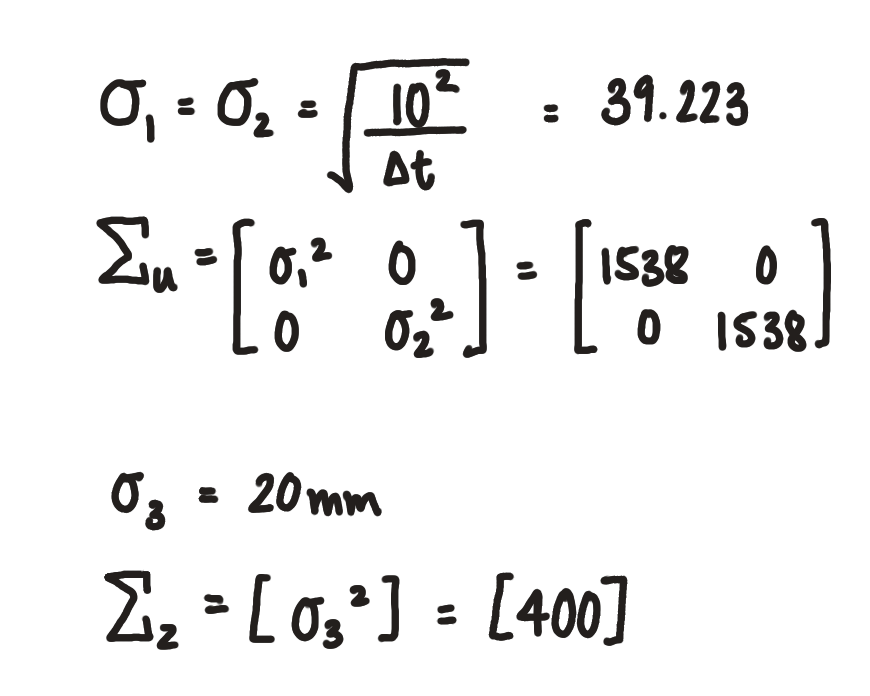 σ₁ = σ₂ = √(10²/Δt) = 39.223
Σᵤ = [σ₁² 0; 0 σ₂²] = [1538 0; 0 1538]
σ₃ = 20mm
Σ_z = [σ₃²] = [400]